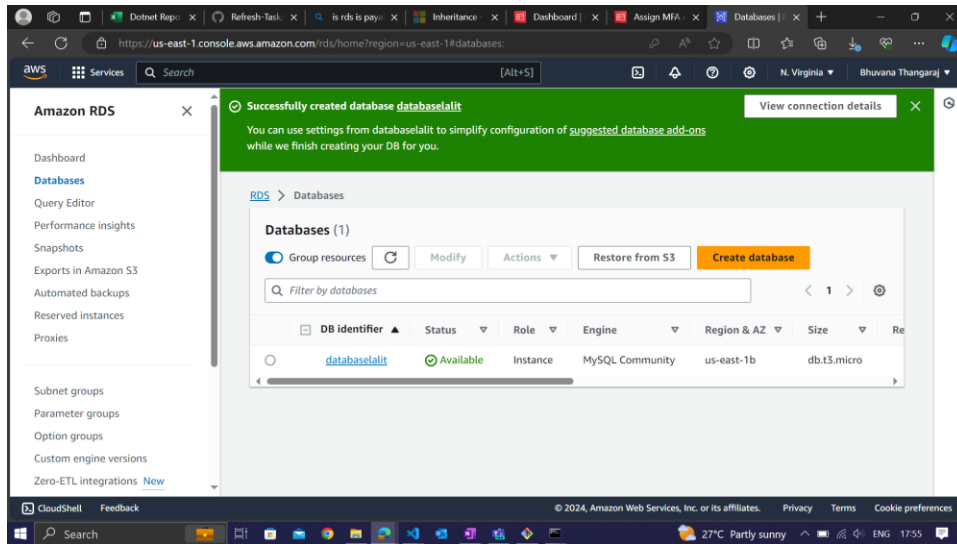 Dotnet Repo
Refresh-Task
is rds is paya
Inheritance -
Dashboard |
Assign MFA
Databases |
https://us-east-1.console.aws.amazon.com/rds/home?region=us-east-1#databases:
aws
Services
Search
[Alt+S]
N. Virginia
Bhuvana Thangaraj
Amazon RDS
Dashboard
Databases
Query Editor
Performance insights
Snapshots
Exports in Amazon S3
Automated backups
Reserved instances
Proxies
Subnet groups
Parameter groups
Option groups
Custom engine versions
Zero-ETL integrations New
Successfully created database databaselalit
View connection details
You can use settings from databaselalit to simplify configuration of suggested database add-ons
while we finish creating your DB for you.
RDS > Databases
Databases (1)
Group resources
Modify
Actions
Restore from S3
Create database
Filter by databases
1
DB identifier
Status
Role
Engine
Region & AZ
Size
Re
databaselalit
Available
Instance
MySQL Community
us-east-1b
db.t3.micro
CloudShell
Feedback
© 2024, Amazon Web Services, Inc. or its affiliates.
Privacy
Terms
Cookie preferences
Search
27°C Partly sunny
ENG
17:55